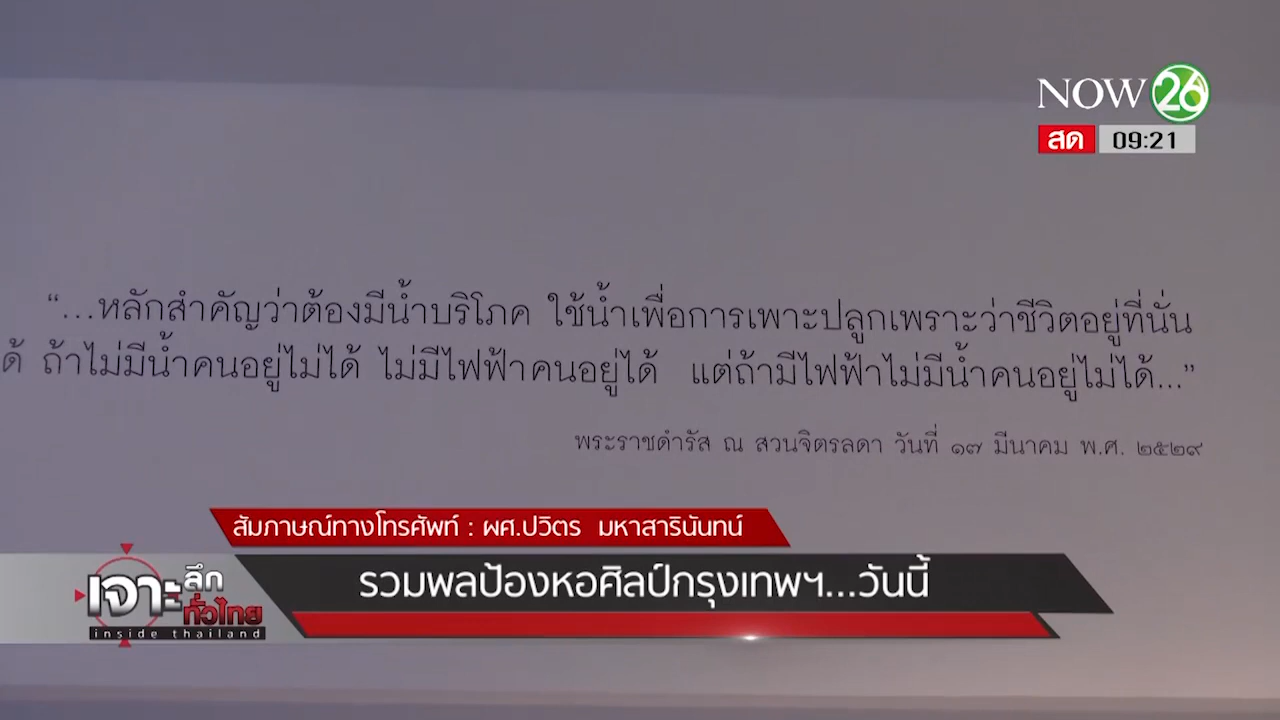 NOW26
สด 09:21
“...หลักสำคัญว่าต้องมีน้ำบริโภค ใช้น้ำเพื่อการเพาะปลูกเพราะว่าชีวิตอยู่ที่นั่น
ด้ ถ้าไม่มีน้ำคนอยู่ไม่ได้ ไม่มีไฟฟ้าคนอยู่ได้ แต่ถ้ามีไฟฟ้าไม่มีน้ำคนอยู่ไม่ได้...”
พระราชดำรัส ณ สวนจิตรลดา วันที่ ๑๗ มีนาคม พ.ศ. ๒๕๒๙
สัมภาษณ์ทางโทรศัพท์ : ผศ.ปวิตร มหาสารินันทน์
รวมพลป้องหอศิลป์กรุงเทพฯ...วันนี้
เจาะลึก
ทั่วไทย
inside thailand